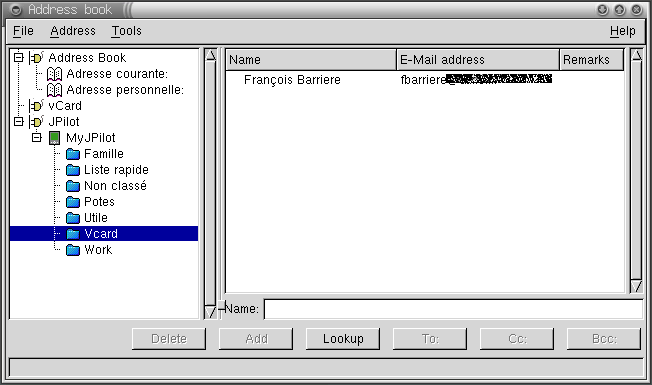 Address book
File Address Tools Help
Address Book
Adresse courante:
Adresse personnelle:
vCard
JPilot
MyJPilot
Famille
Liste rapide
Non classé
Potes
Utile
Vcard
Work
Name E-Mail address Remarks
François Barriere fbarriere
Name:
Delete Add Lookup To: Cc: Bcc: